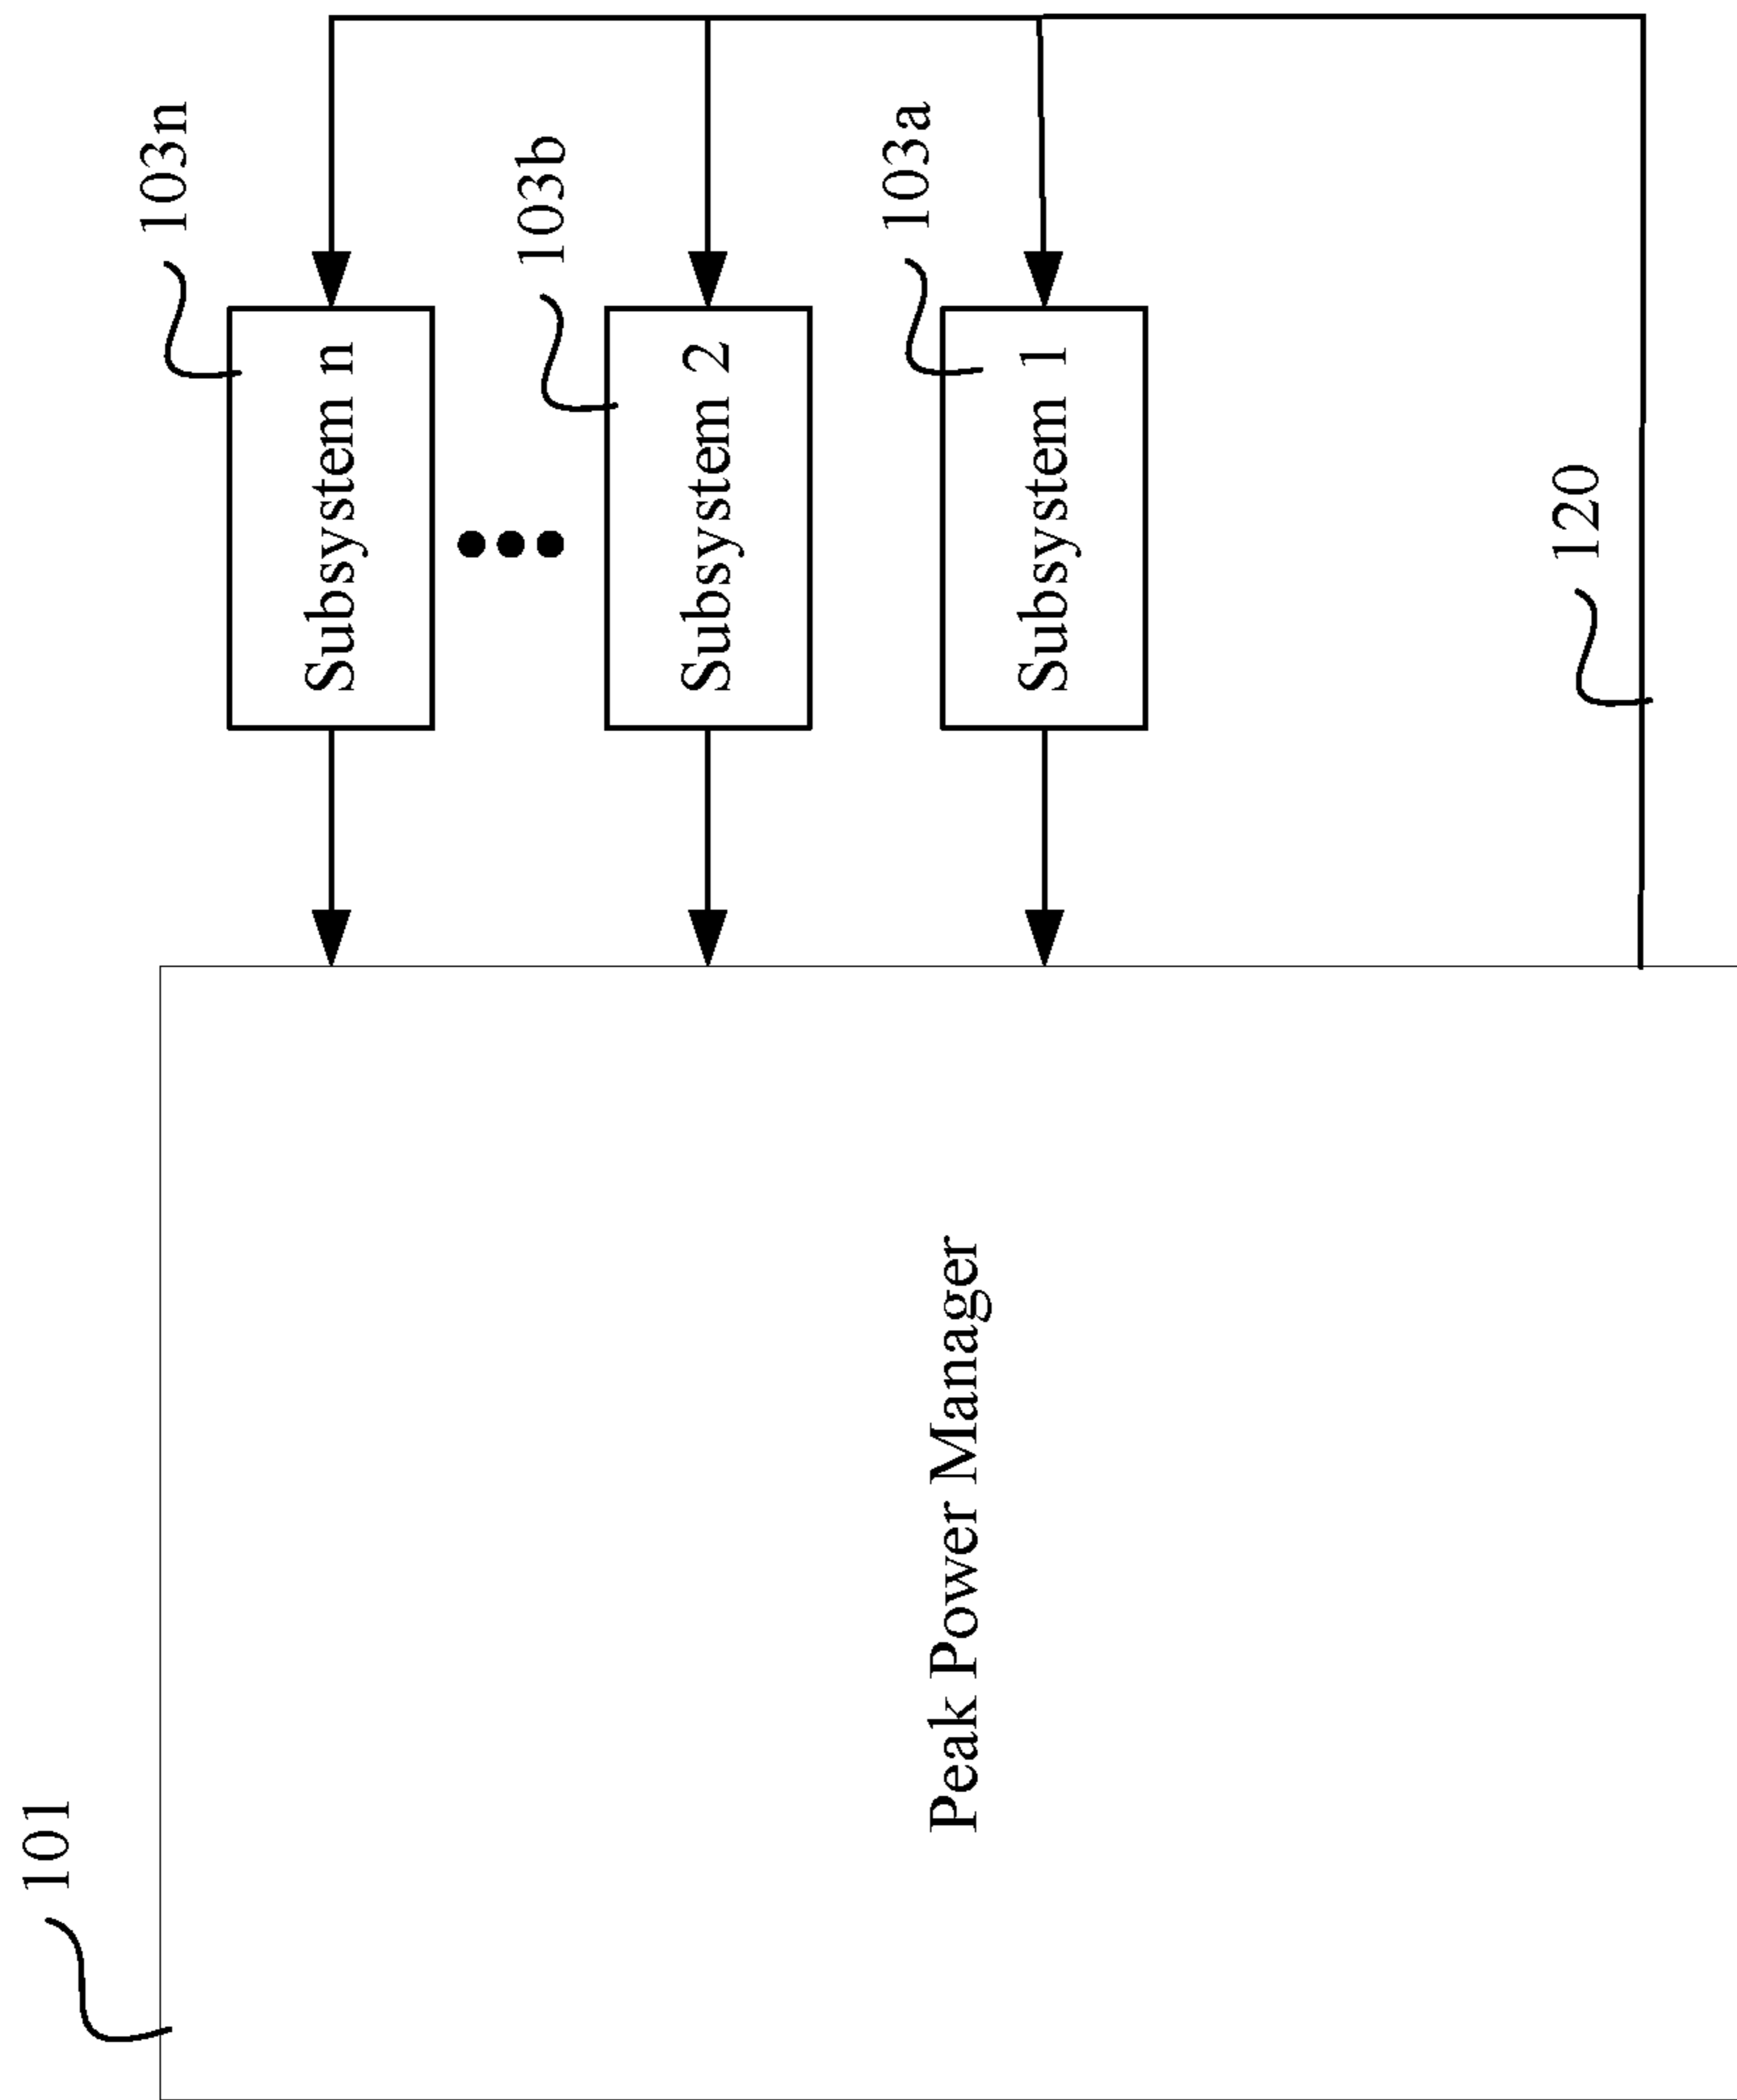 101
Peak Power Manager
103n
Subsystem n
103b
Subsystem 2
103a
Subsystem 1
120